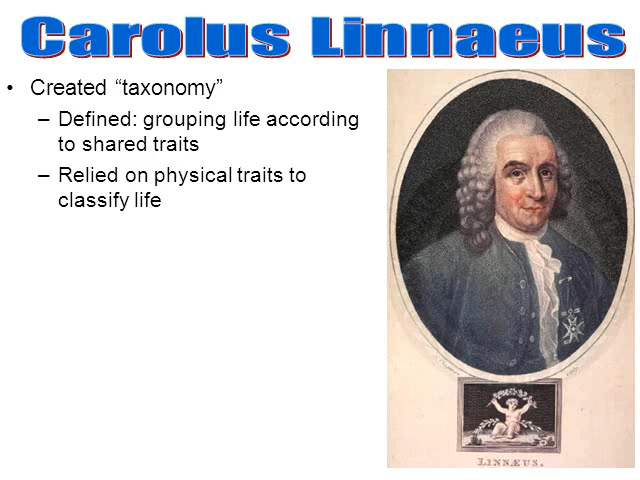 Carolus Linnaeus
• Created “taxonomy”
– Defined: grouping life according
to shared traits
– Relied on physical traits to
classify life
LINNÆUS.